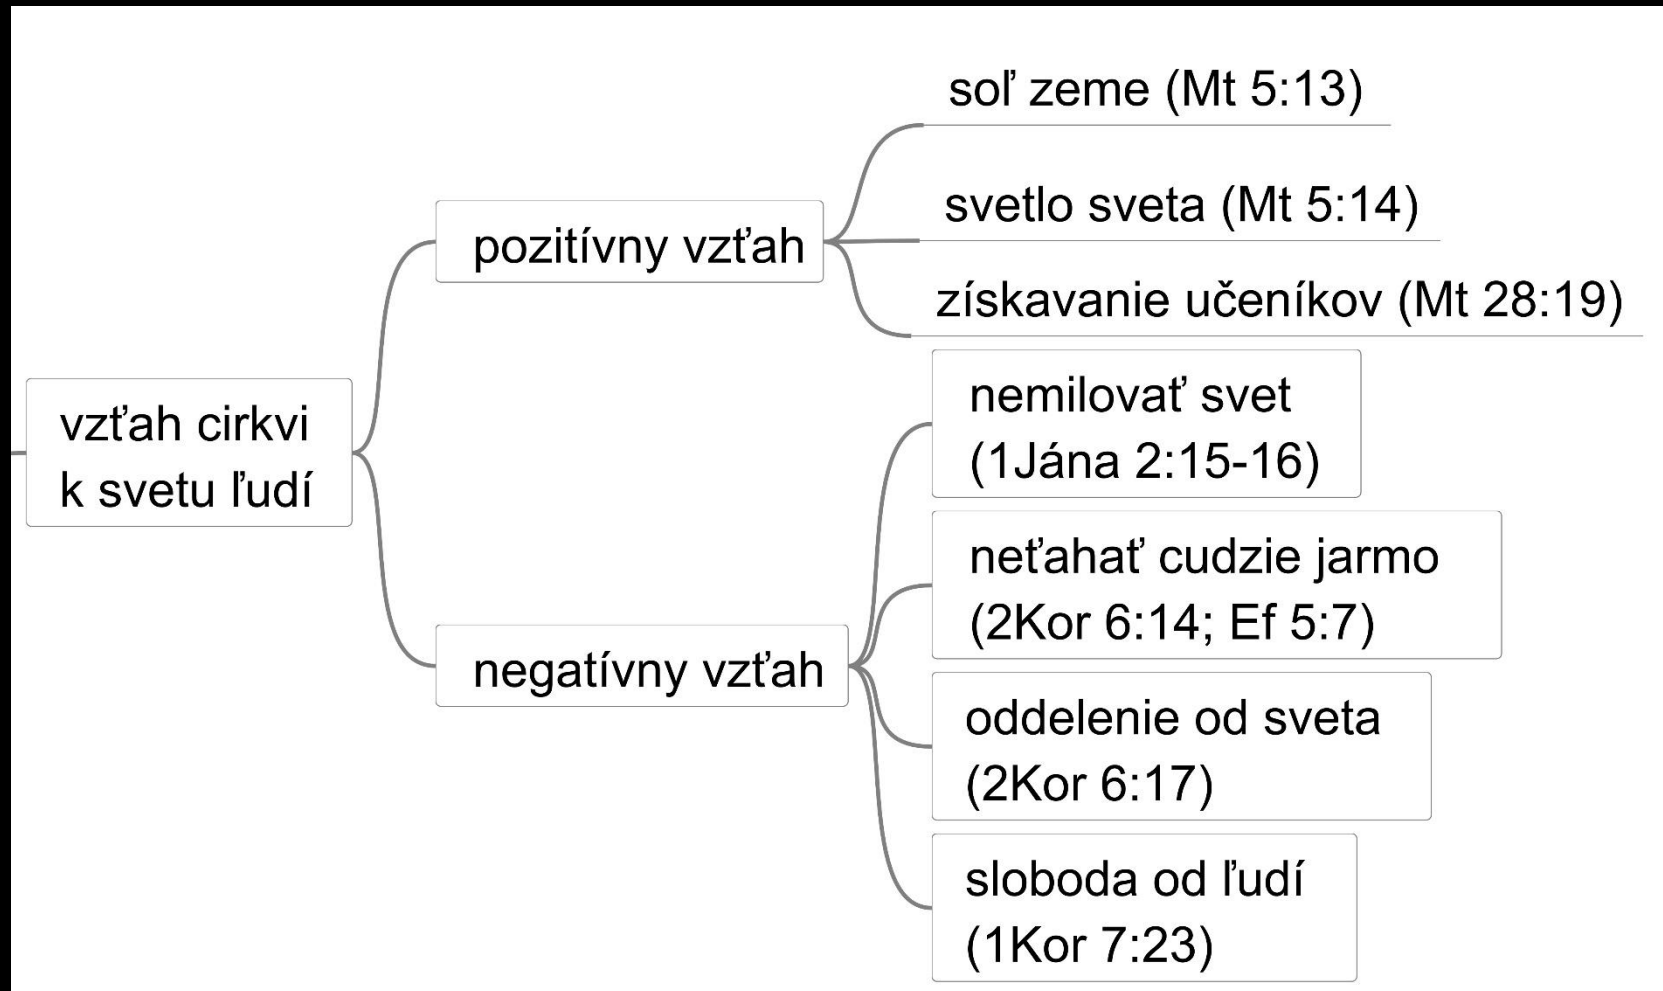 vzťah cirkvi
k svetu ľudí
pozitívny vzťah
soľ zeme (Mt 5:13)
svetlo sveta (Mt 5:14)
získavanie učeníkov (Mt 28:19)
negatívny vzťah
nemilovať svet
(1Jána 2:15-16)
neťahať cudzie jarmo
(2Kor 6:14; Ef 5:7)
oddelenie od sveta
(2Kor 6:17)
sloboda od ľudí
(1Kor 7:23)